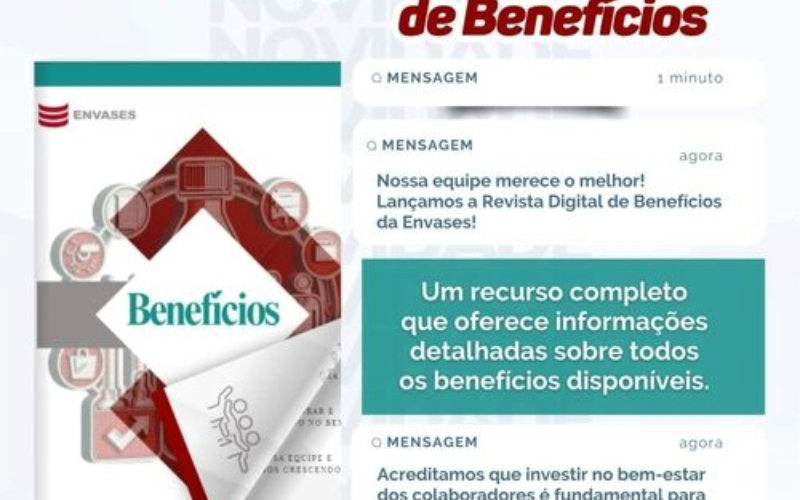 NOVIDADE
NOVIDADE
de Benefícios
ENVASES
Benefícios
MENSAGEM
1 minuto
MENSAGEM
agora
Nossa equipe merece o melhor!
Lançamos a Revista Digital de Benefícios
da Envases!
Um recurso completo
que oferece informações
detalhadas sobre todos
os benefícios disponíveis.
MENSAGEM
agora
Acreditamos que investir no bem-estar
dos colaboradores é fundamental para